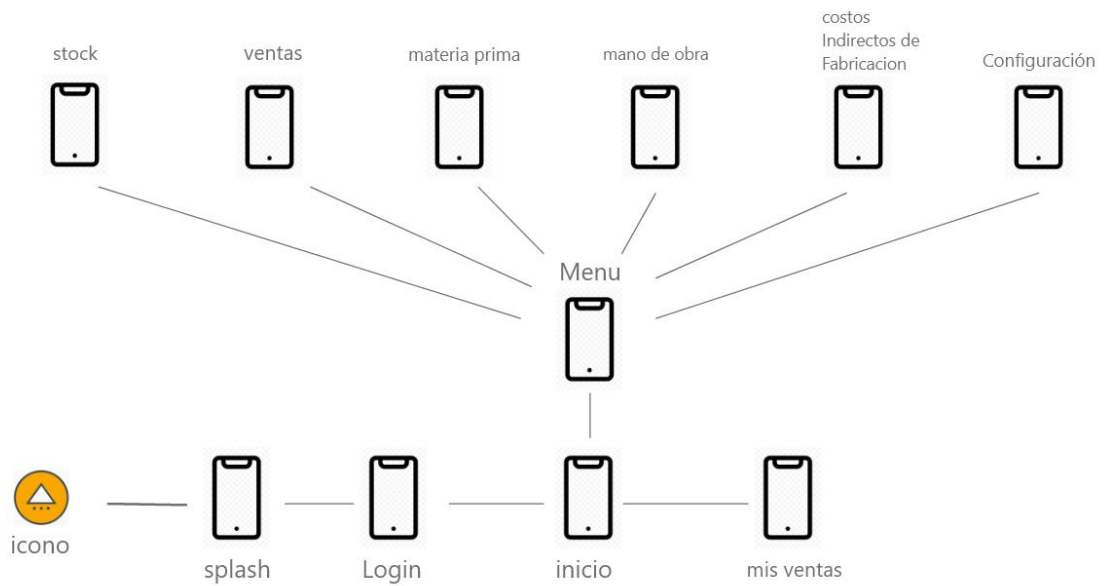 stock
ventas
materia prima
mano de obra
costos
Indirectos de
Fabricacion
Configuración
Menu
icono
splash
Login
inicio
mis ventas